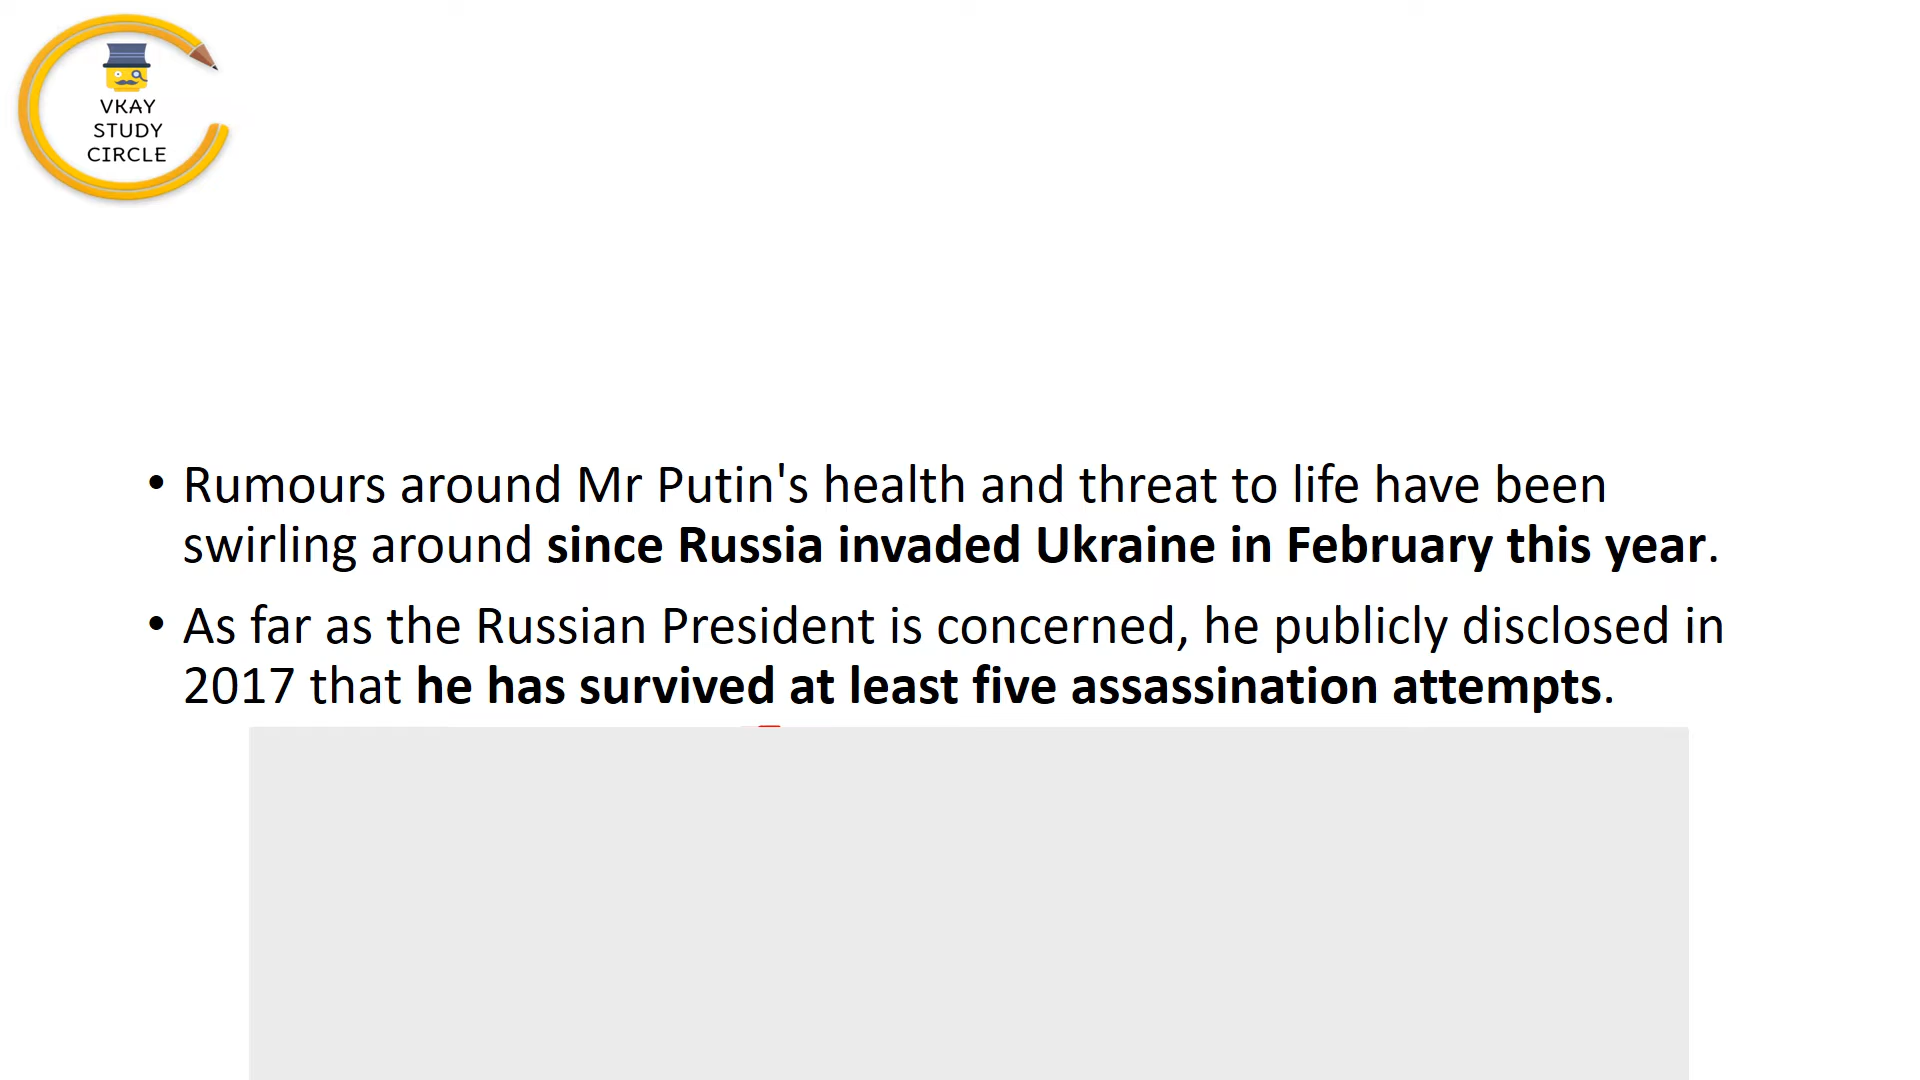 VKAY
STUDY
CIRCLE
• Rumours around Mr Putin's health and threat to life have been
swirling around since Russia invaded Ukraine in February this year.
• As far as the Russian President is concerned, he publicly disclosed in
2017 that he has survived at least five assassination attempts.